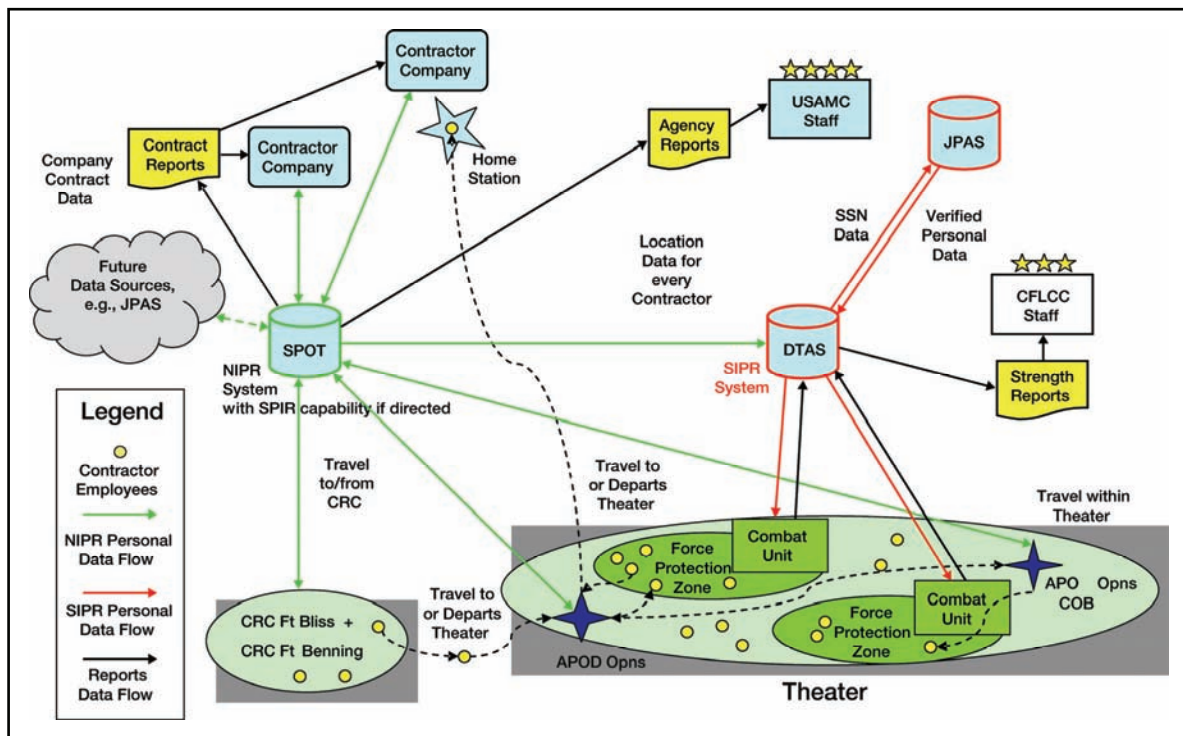 Contractor
Company
USAMC
Staff
Agency
Reports
JPAS
Contract
Reports
Contractor
Company
Home
Station
Company
Contract
Data
SSN
Data
Verified
Personal
Data
Location
Data for
every
Contractor
Future
Data Sources,
e.g., JPAS
CFLCC
Staff
SPOT
DTAS
NIPR
System
with SPIR capability if directed
SIPR
System
Strength
Reports
Legend
Contractor
Employees
NIPR Personal
Data Flow
SIPR Personal
Data Flow
Reports
Data Flow
Travel
to/from
CRC
Travel to
or Departs
Theater
Travel within
Theater
Combat
Unit
Force
Protection
Zone
APO Opns
COB
Combat
Unit
Force
Protection
Zone
Travel to
or Departs
Theater
CRC Ft Bliss +
CRC Ft Benning
APOD Opns
Theater